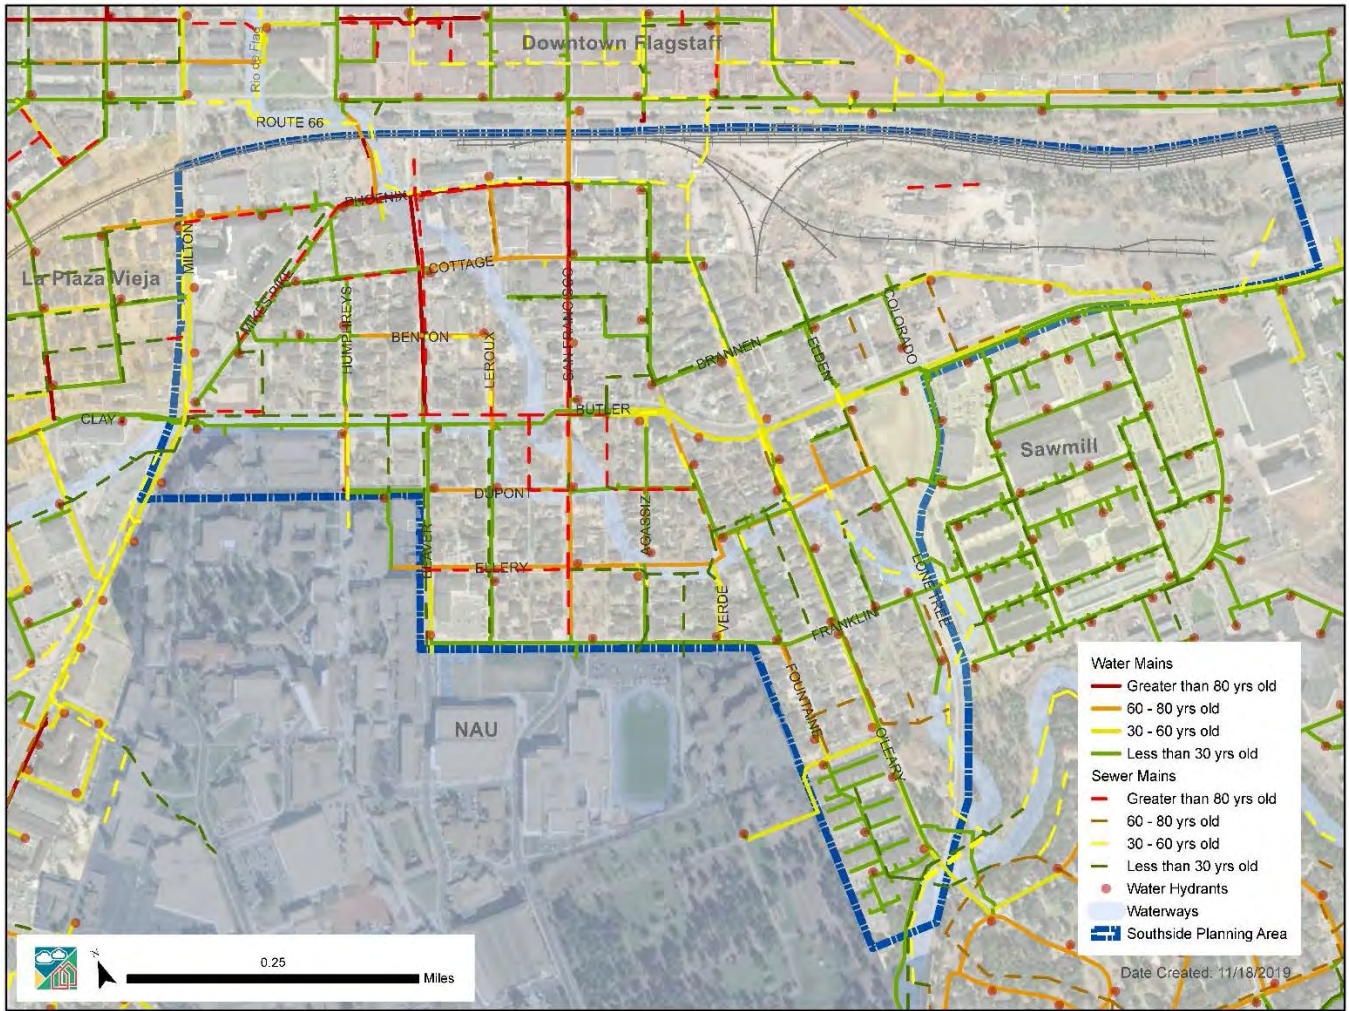 Downtown Flagstaff
Rio de Flag
ROUTE 66
PHOENIX
La Plaza Vieja
MILTON
MIKES PIKE
COTTAGE
HUMPHREYS
BENTON
LEROUX
SAN FRANCISCO
BRANNEN
ELDEN
COLORADO
CLAY
BUTLER
Sawmill
DUPONT
BEAVER
AGASSIZ
ELLERY
VERDE
LONE TREE
FRANKLIN
FOUNTAINE
OLEARY
NAU
Water Mains
Greater than 80 yrs old
60 - 80 yrs old
30 - 60 yrs old
Less than 30 yrs old
Sewer Mains
Greater than 80 yrs old
60 - 80 yrs old
30 - 60 yrs old
Less than 30 yrs old
Water Hydrants
Waterways
Southside Planning Area
Date Created: 11/18/2019
0.25
Miles